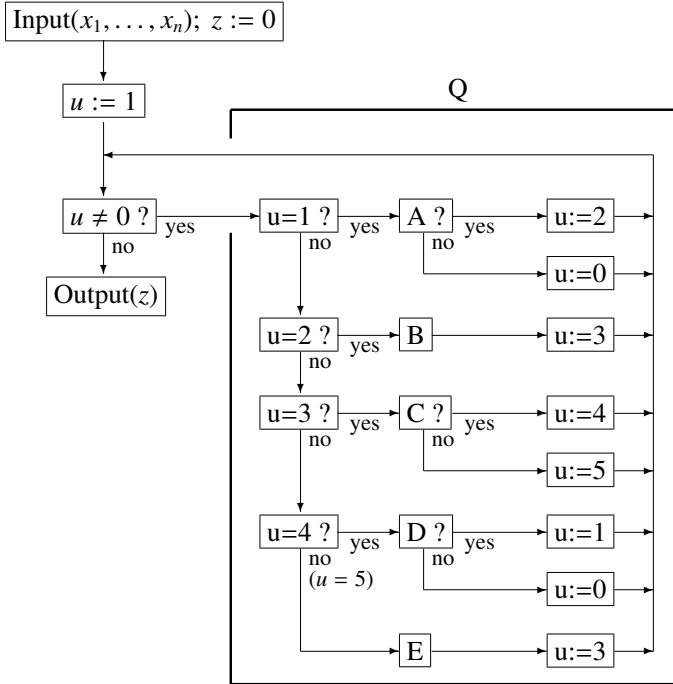 Input(x₁, . . . , xₙ); z := 0
Q
u := 1
u ≠ 0 ?
yes
no
Output(z)
u=1 ?
yes
no
A ?
yes
no
u:=2
u:=0
u=2 ?
yes
no
B
u:=3
u=3 ?
yes
no
C ?
yes
no
u:=4
u:=5
u=4 ?
yes
no
(u = 5)
D ?
yes
no
u:=1
u:=0
E
u:=3